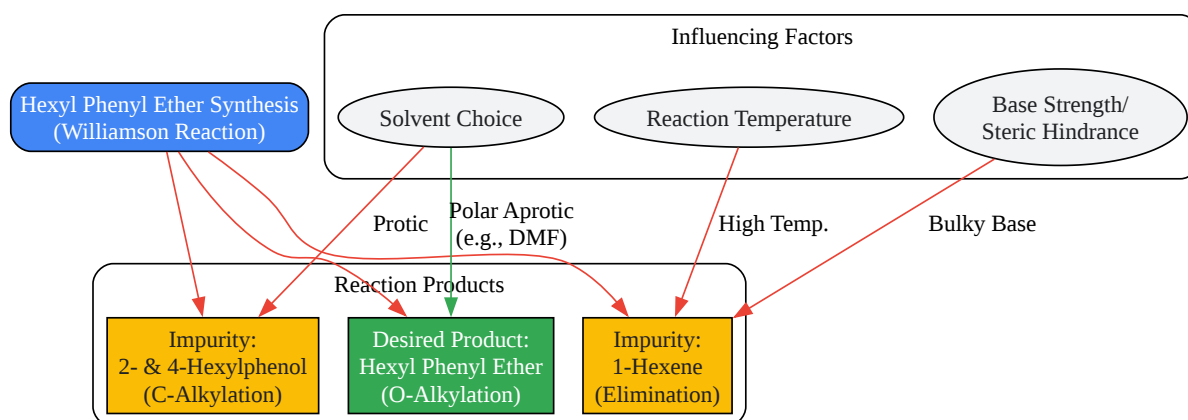 Influencing Factors
Hexyl Phenyl Ether Synthesis
(Williamson Reaction)
Solvent Choice
Reaction Temperature
Base Strength/
Steric Hindrance
Protic
Polar Aprotic
(e.g., DMF)
High Temp.
Bulky Base
Reaction Products
Impurity:
2- & 4-Hexylphenol
(C-Alkylation)
Desired Product:
Hexyl Phenyl Ether
(O-Alkylation)
Impurity:
1-Hexene
(Elimination)